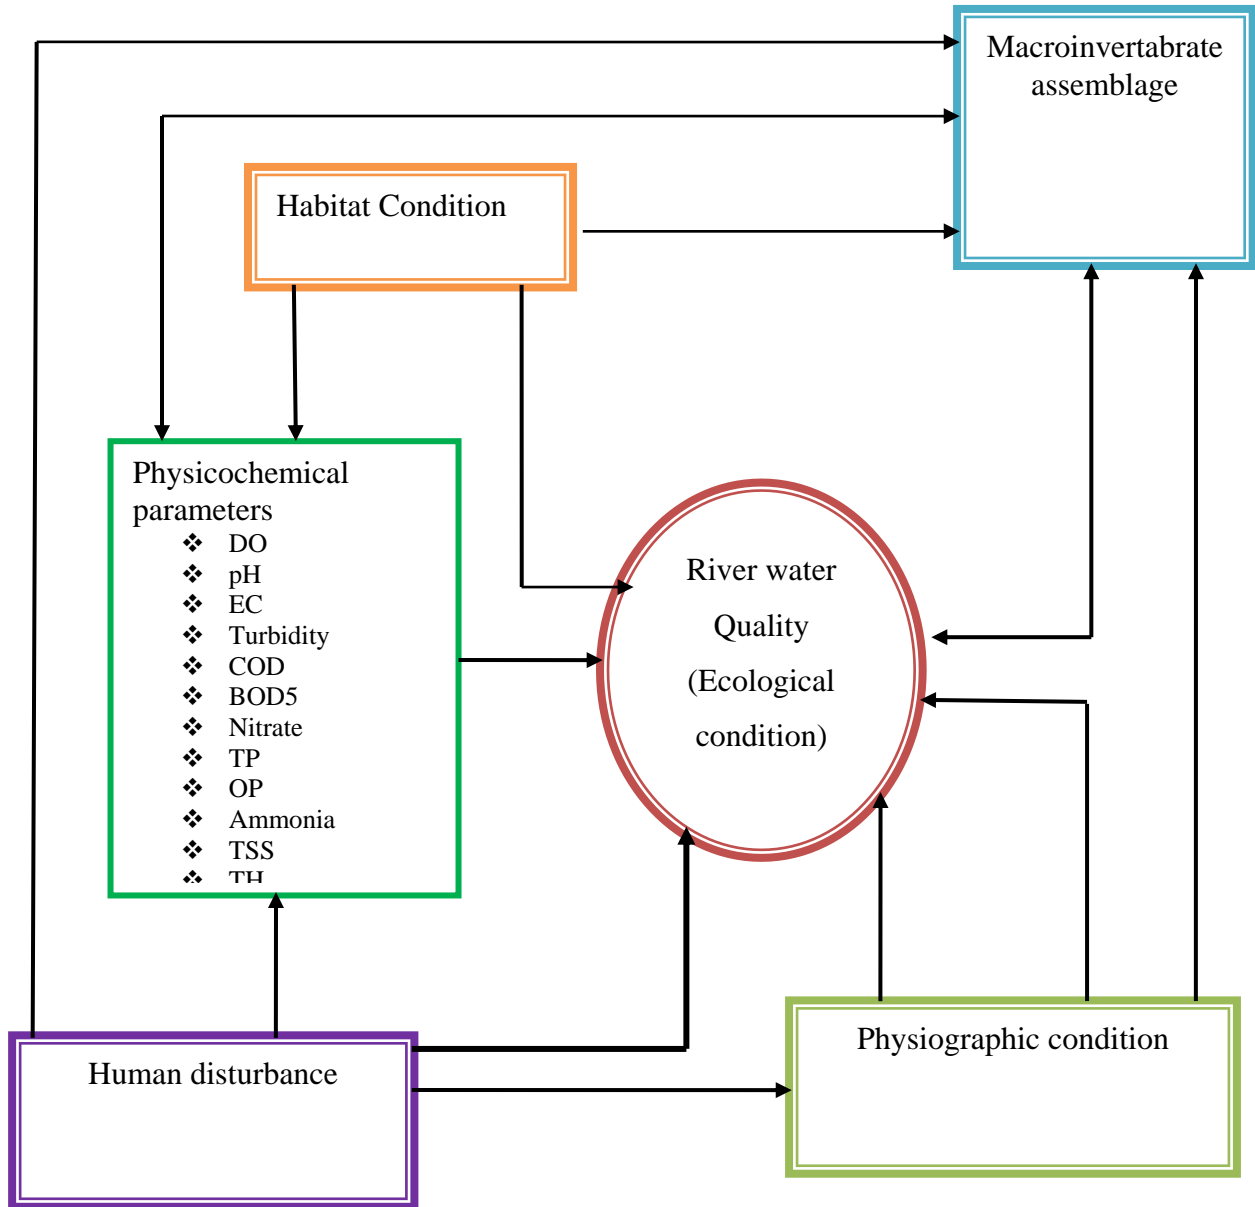 Macroinvertabrate
assemblage
Habitat Condition
Physicochemical
parameters
❖ DO
❖ pH
❖ EC
❖ Turbidity
❖ COD
❖ BOD5
❖ Nitrate
❖ TP
❖ OP
❖ Ammonia
❖ TSS
❖ TH
River water
Quality
(Ecological
condition)
Human disturbance
Physiographic condition